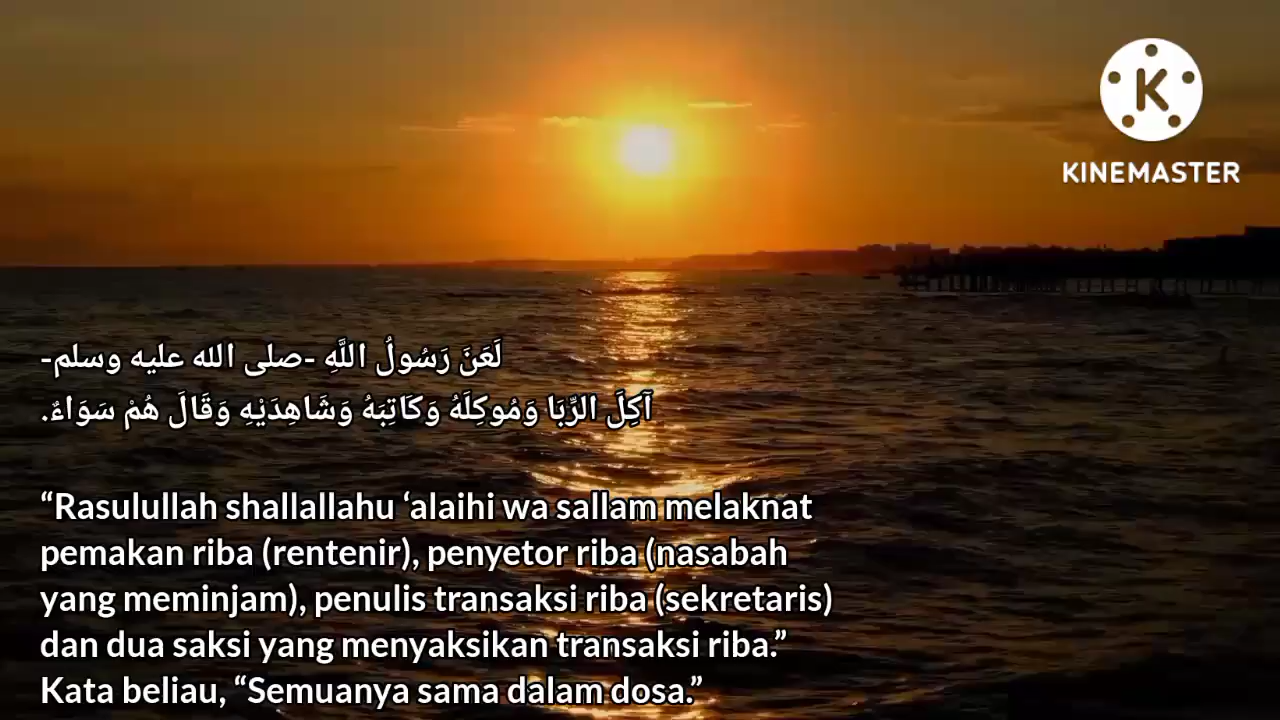 K
KINEMASTER
لَعَنَ رَسُولُ اللَّهِ -صلى الله عليه وسلم-
آكِلَ الرِّبَا وَمُوكِلَهُ وَكَاتِبَهُ وَشَاهِدَيْهِ وَقَالَ هُمْ سَوَاءٌ.
“Rasulullah shallallahu ‘alaihi wa sallam melaknat
pemakan riba (rentenir), penyetor riba (nasabah
yang meminjam), penulis transaksi riba (sekretaris)
dan dua saksi yang menyaksikan transaksi riba.”
Kata beliau, “Semuanya sama dalam dosa.”